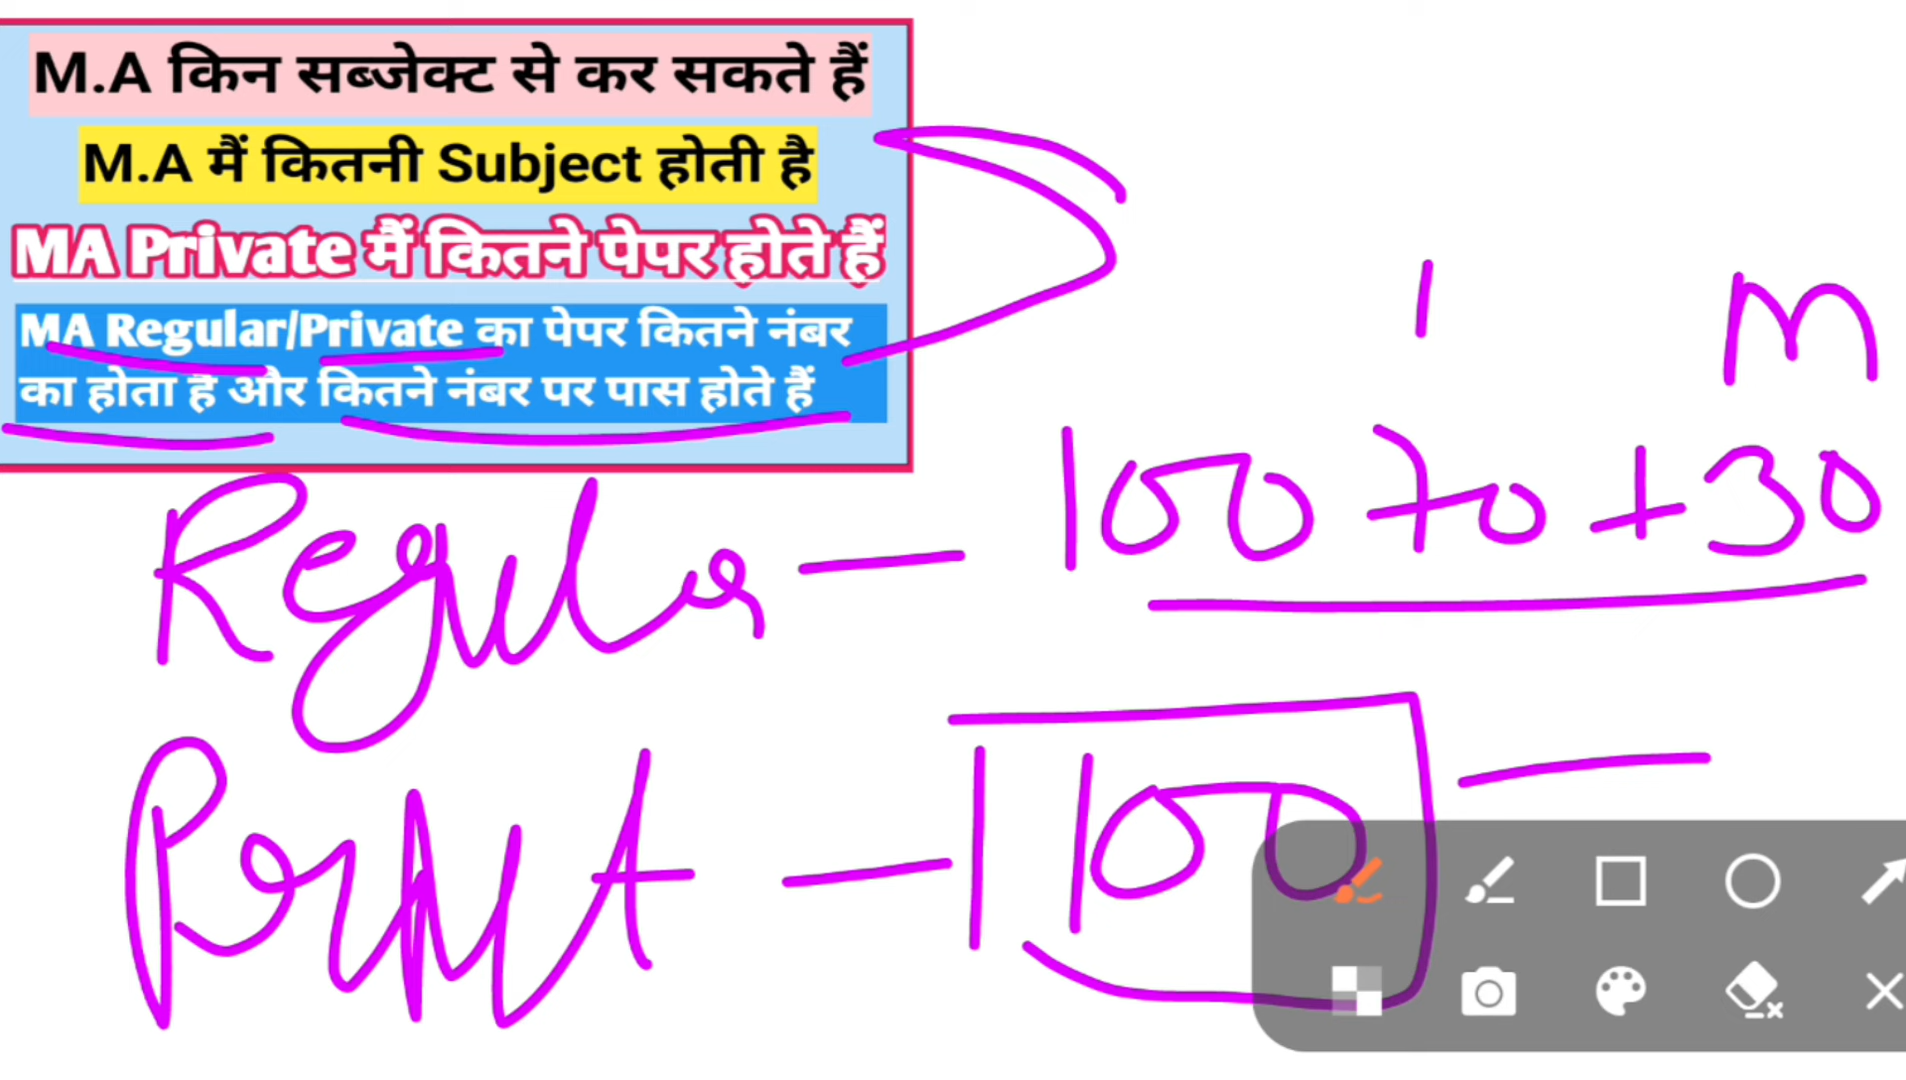 M.A किन सब्जेक्ट से कर सकते हैं
M.A मैं कितनी Subject होती है
MA Private मैं कितने पेपर होते हैं
MA Regular/Private का पेपर कितने नंबर
का होता है और कितने नंबर पर पास होते हैं
I M
Regular — 100 70 + 30
— 100 —